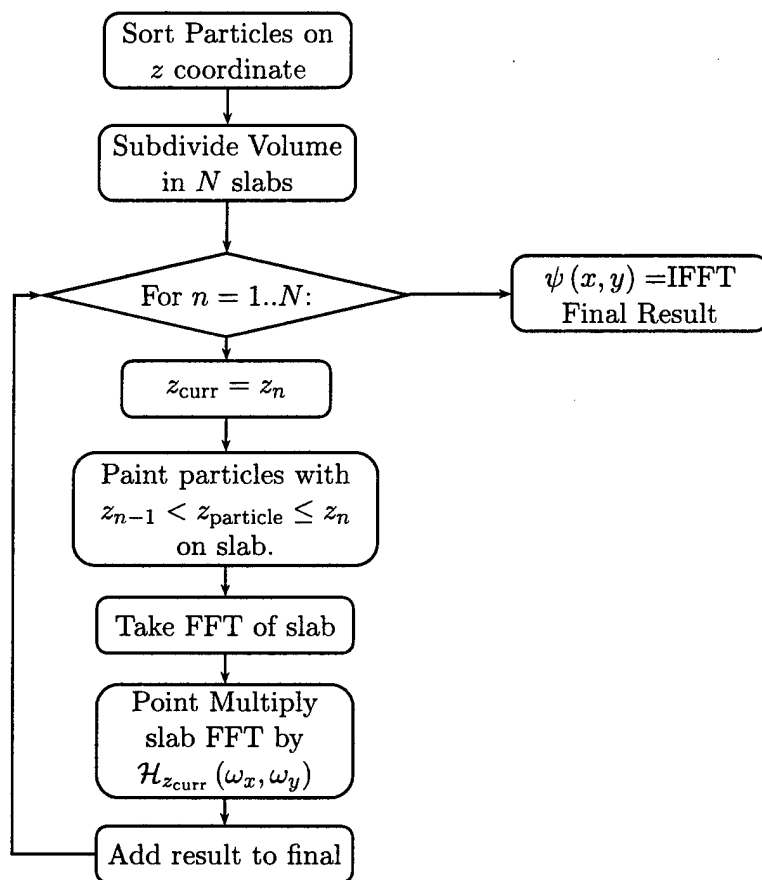 Sort Particles on
z coordinate
Subdivide Volume
in N slabs
For n = 1..N:
ψ (x, y) =IFFT
Final Result
z_curr = z_n
Paint particles with
z_{n−1} < z_particle ≤ z_n
on slab.
Take FFT of slab
Point Multiply
slab FFT by
ℋ_{z_curr} (ω_x, ω_y)
Add result to final